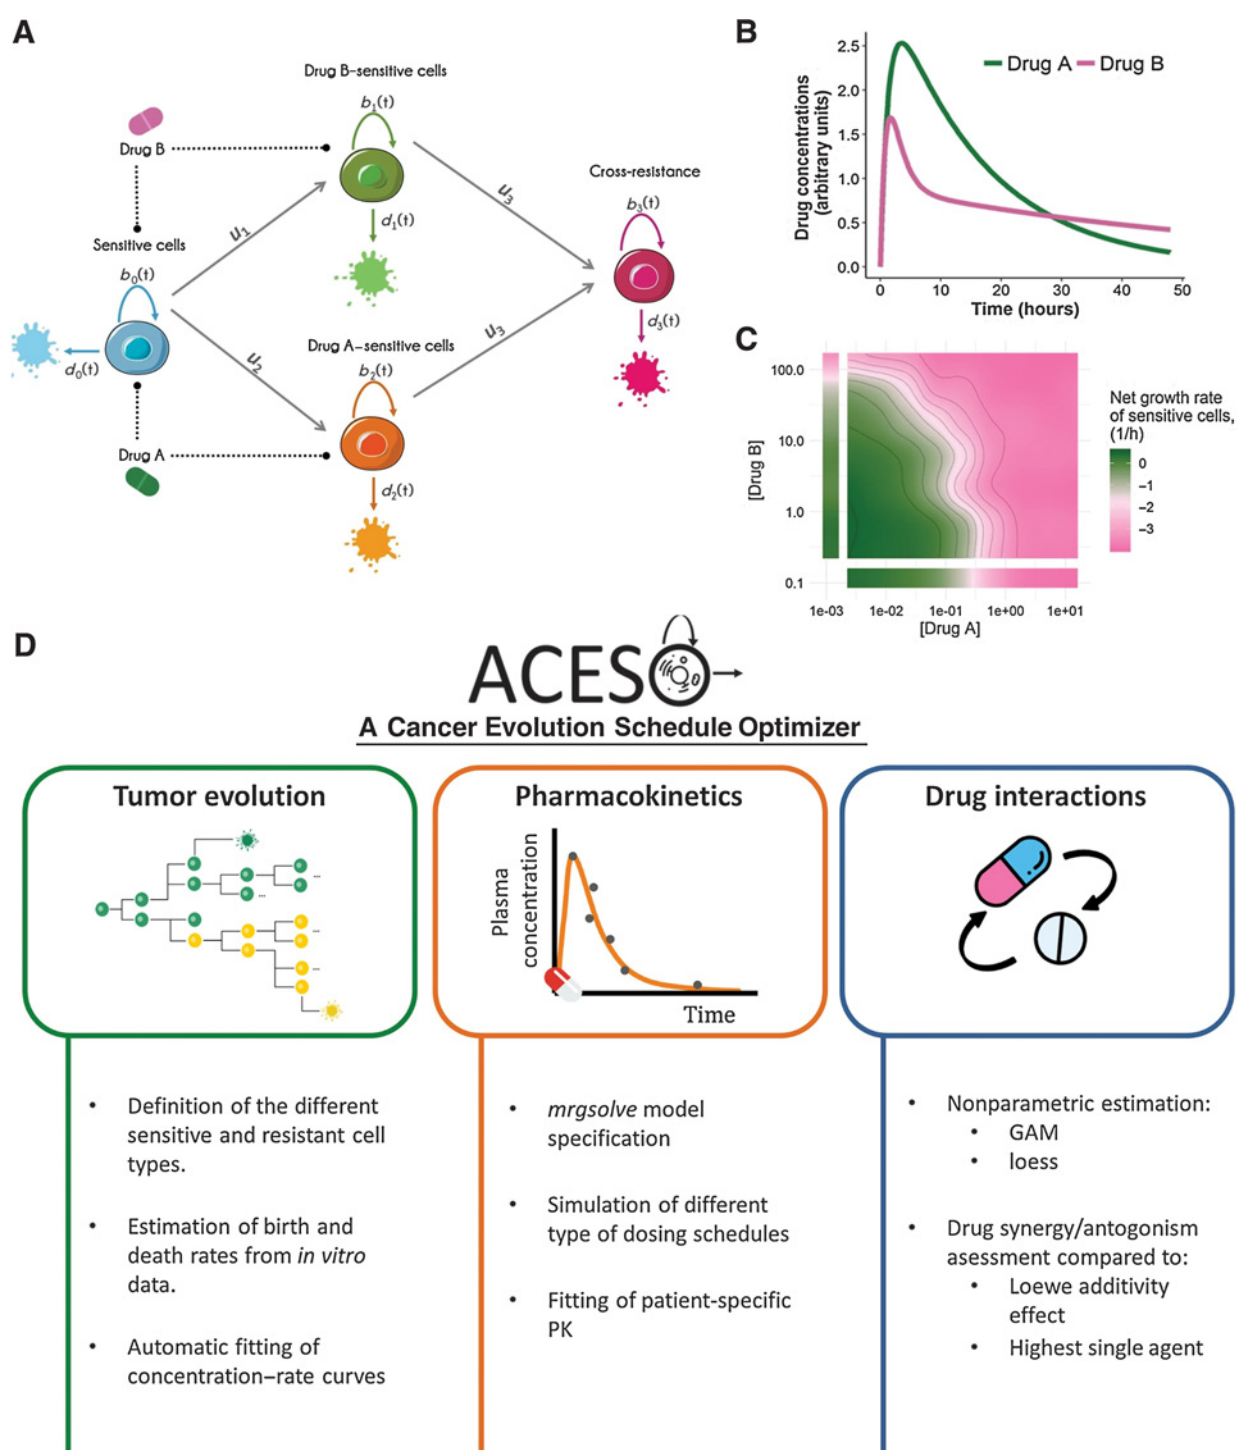 A
Drug B–sensitive cells
b1(t)
Drug B
d1(t)
u1
u3
Cross-resistance
b3(t)
d3(t)
Sensitive cells
b0(t)
d0(t)
u2
u3
Drug A–sensitive cells
b2(t)
Drug A
d2(t)
B
Drug concentrations
(arbitrary units)
2.5
2.0
1.5
1.0
0.5
0.0
Drug A
Drug B
0
10
20
30
40
50
Time (hours)
C
[Drug B]
100.0
10.0
1.0
0.1
1e-03
1e-02
1e-01
1e+00
1e+01
[Drug A]
Net growth rate
of sensitive cells,
(1/h)
0
−1
−2
−3
D
ACESO
A Cancer Evolution Schedule Optimizer
Tumor evolution
...
...
...
...
• Definition of the different
sensitive and resistant cell
types.
• Estimation of birth and
death rates from in vitro
data.
• Automatic fitting of
concentration–rate curves
Pharmacokinetics
Plasma
concentration
Time
• mrgsolve model
specification
• Simulation of different
type of dosing schedules
• Fitting of patient-specific
PK
Drug interactions
• Nonparametric estimation:
• GAM
• loess
• Drug synergy/antogonism
asessment compared to:
• Loewe additivity
effect
• Highest single agent